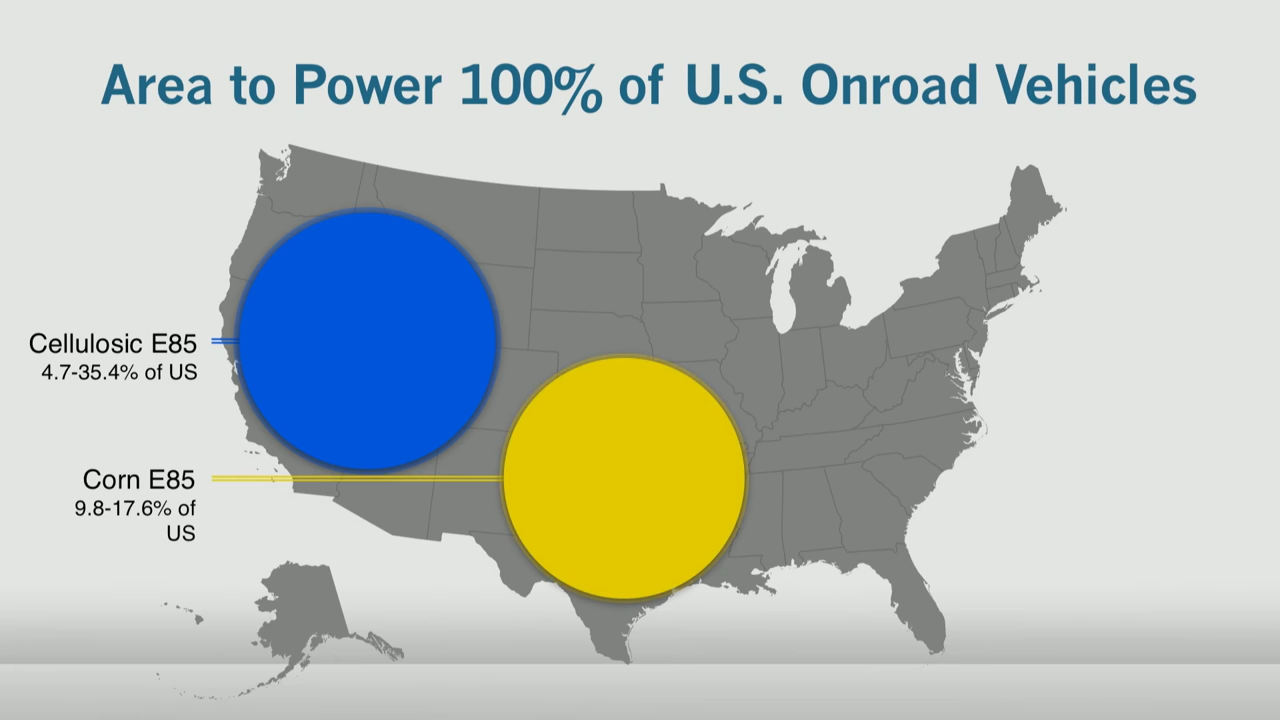 Area to Power 100% of U.S. Onroad Vehicles
Cellulosic E85
4.7-35.4% of US
Corn E85
9.8-17.6% of
US